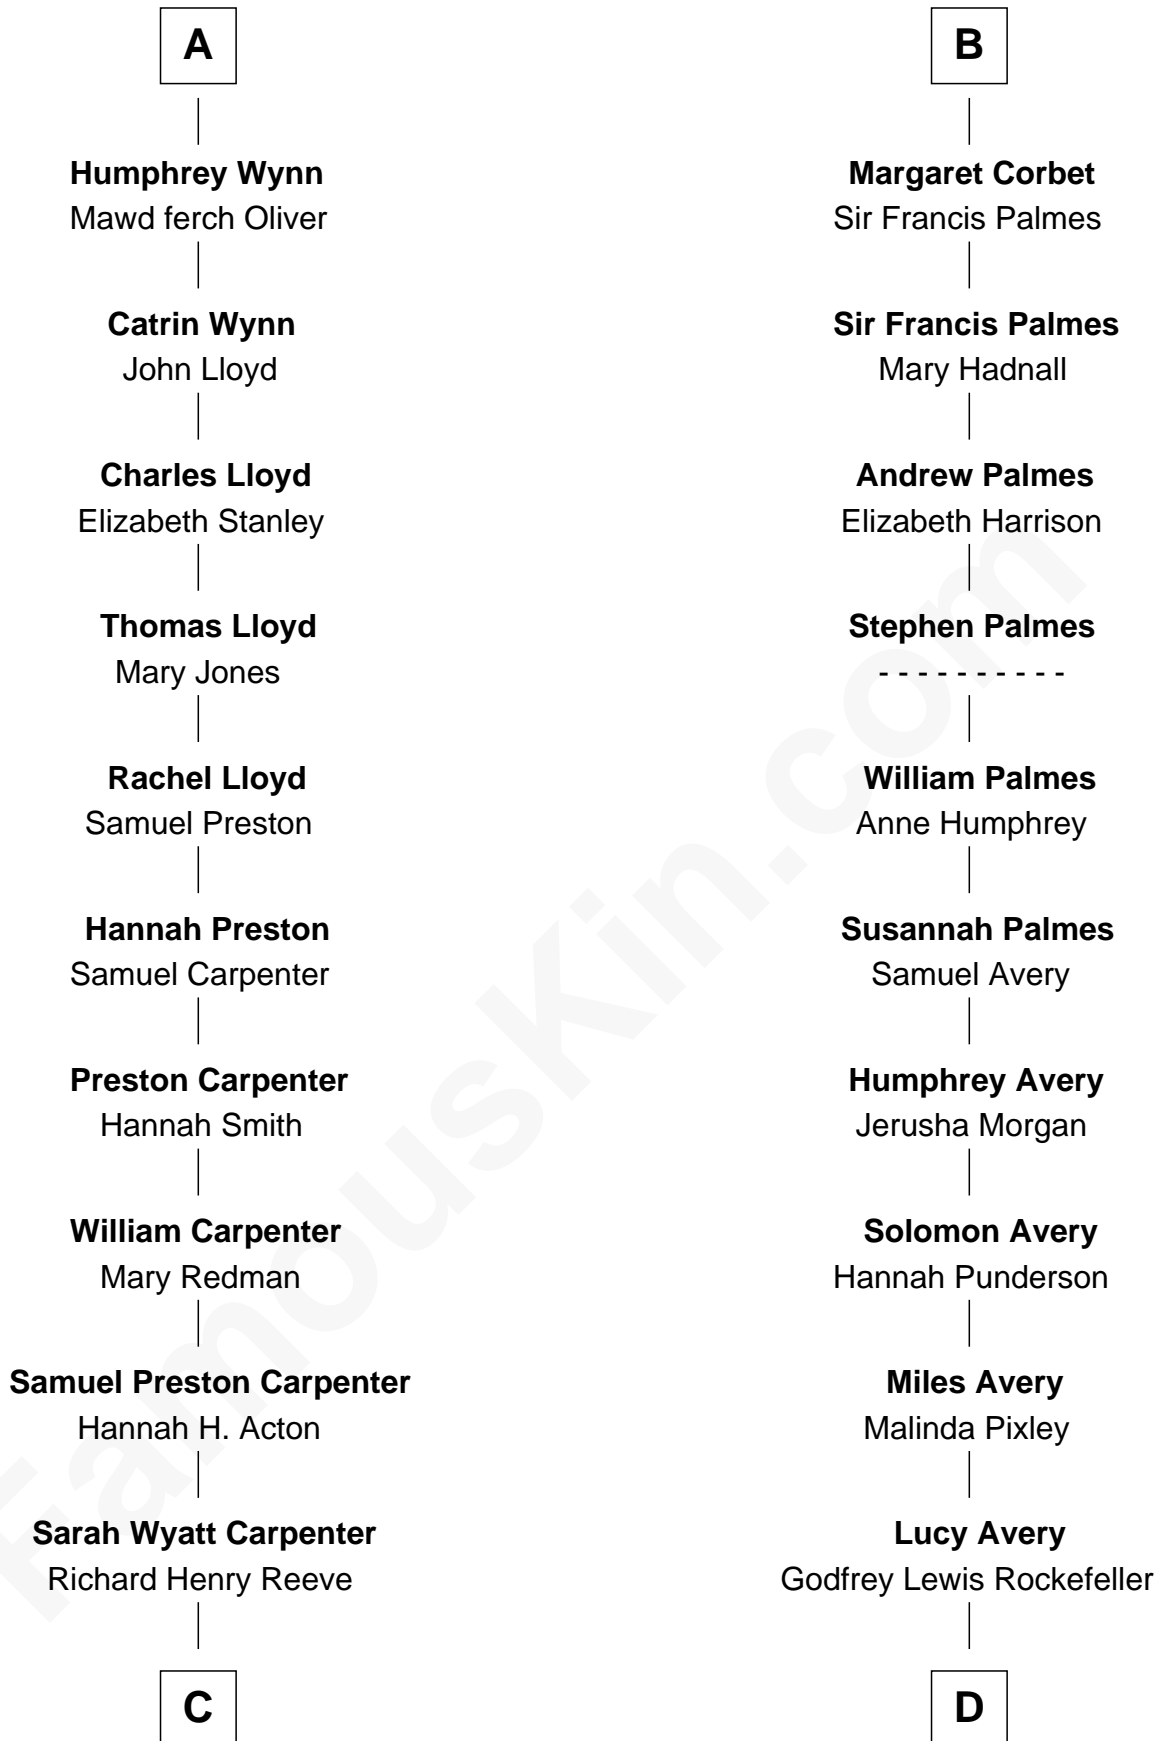 A
Humphrey Wynn
Mawd ferch Oliver
Catrin Wynn
John Lloyd
Charles Lloyd
Elizabeth Stanley
Thomas Lloyd
Mary Jones
Rachel Lloyd
Samuel Preston
Hannah Preston
Samuel Carpenter
Preston Carpenter
Hannah Smith
William Carpenter
Mary Redman
Samuel Preston Carpenter
Hannah H. Acton
Sarah Wyatt Carpenter
Richard Henry Reeve
C
B
Margaret Corbet
Sir Francis Palmes
Sir Francis Palmes
Mary Hadnall
Andrew Palmes
Elizabeth Harrison
Stephen Palmes
- - - - - - - - - -
William Palmes
Anne Humphrey
Susannah Palmes
Samuel Avery
Humphrey Avery
Jerusha Morgan
Solomon Avery
Hannah Punderson
Miles Avery
Malinda Pixley
Lucy Avery
Godfrey Lewis Rockefeller
D
FamousKin.com